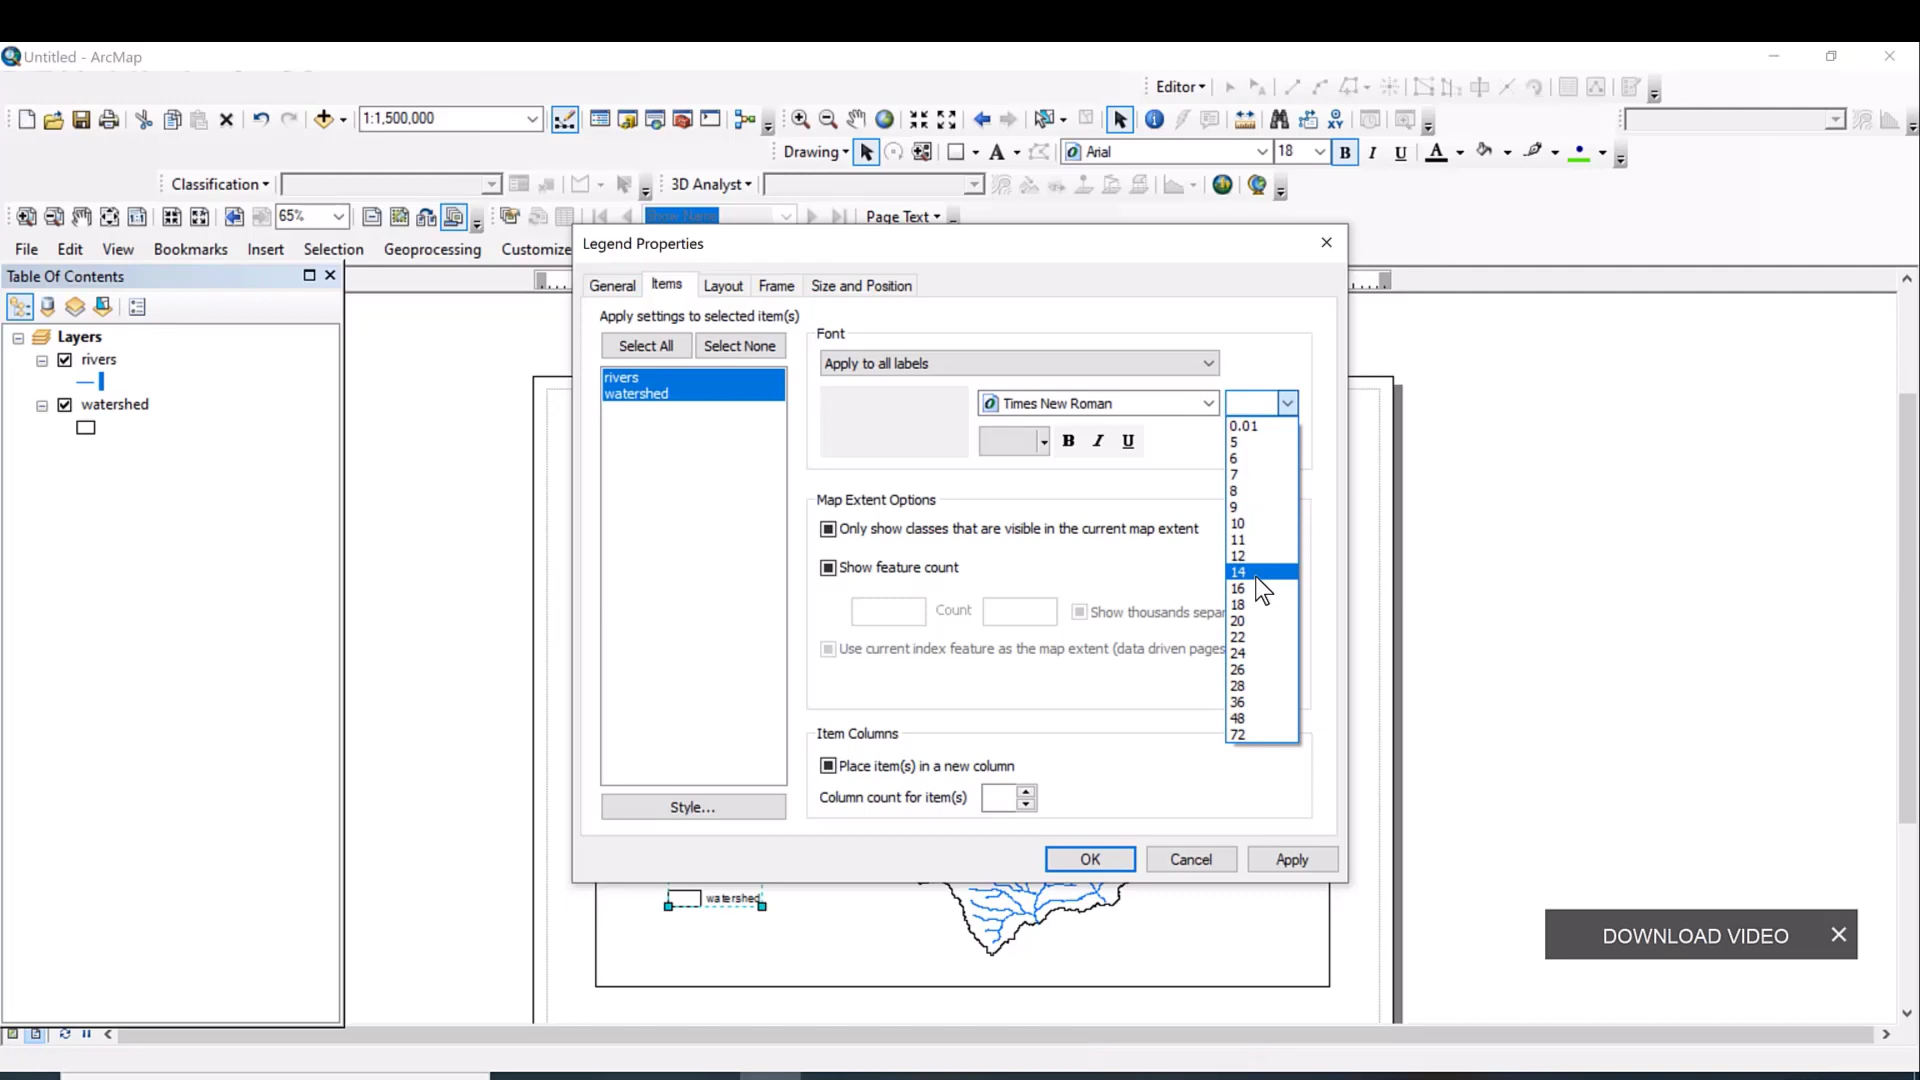 Untitled - ArcMap
Editor
1:1,500,000
Drawing
A
Arial
18
B I U A
Classification
3D Analyst
65%
Show Name
Page Text
File Edit View Bookmarks Insert Selection Geoprocessing Customize
Table Of Contents
Layers
rivers
watershed
Legend Properties
General Items Layout Frame Size and Position
Apply settings to selected item(s)
Select All Select None
rivers
watershed
Style...
Font
Apply to all labels
Times New Roman
B I U
0.01
5
6
7
8
9
10
11
12
14
16
18
20
22
24
26
28
36
48
72
Map Extent Options
Only show classes that are visible in the current map extent
Show feature count
Count
Show thousands separ
Use current index feature as the map extent (data driven pages
Item Columns
Place item(s) in a new column
Column count for item(s)
OK Cancel Apply
watershed
DOWNLOAD VIDEO